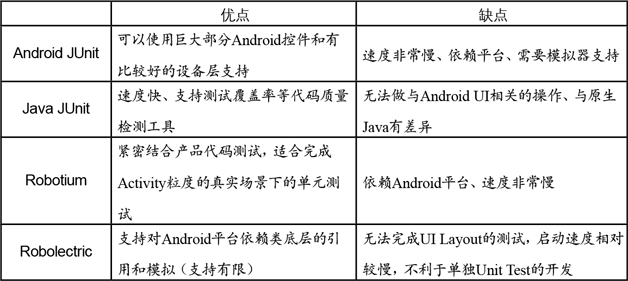 优点
缺点
Android JUnit
可以使用巨大部分Android控件和有
比较好的设备层支持
速度非常慢、依赖平台、需要模拟器支持
Java JUnit
速度快、支持测试覆盖率等代码质量
检测工具
无法做与Android UI相关的操作、与原生
Java有差异
Robotium
紧密结合产品代码测试，适合完成
Activity粒度的真实场景下的单元测
试
依赖Android平台、速度非常慢
Robolectric
支持对Android平台依赖类底层的引
用和模拟（支持有限）
无法完成UI Layout的测试，启动速度相对
较慢，不利于单独Unit Test的开发